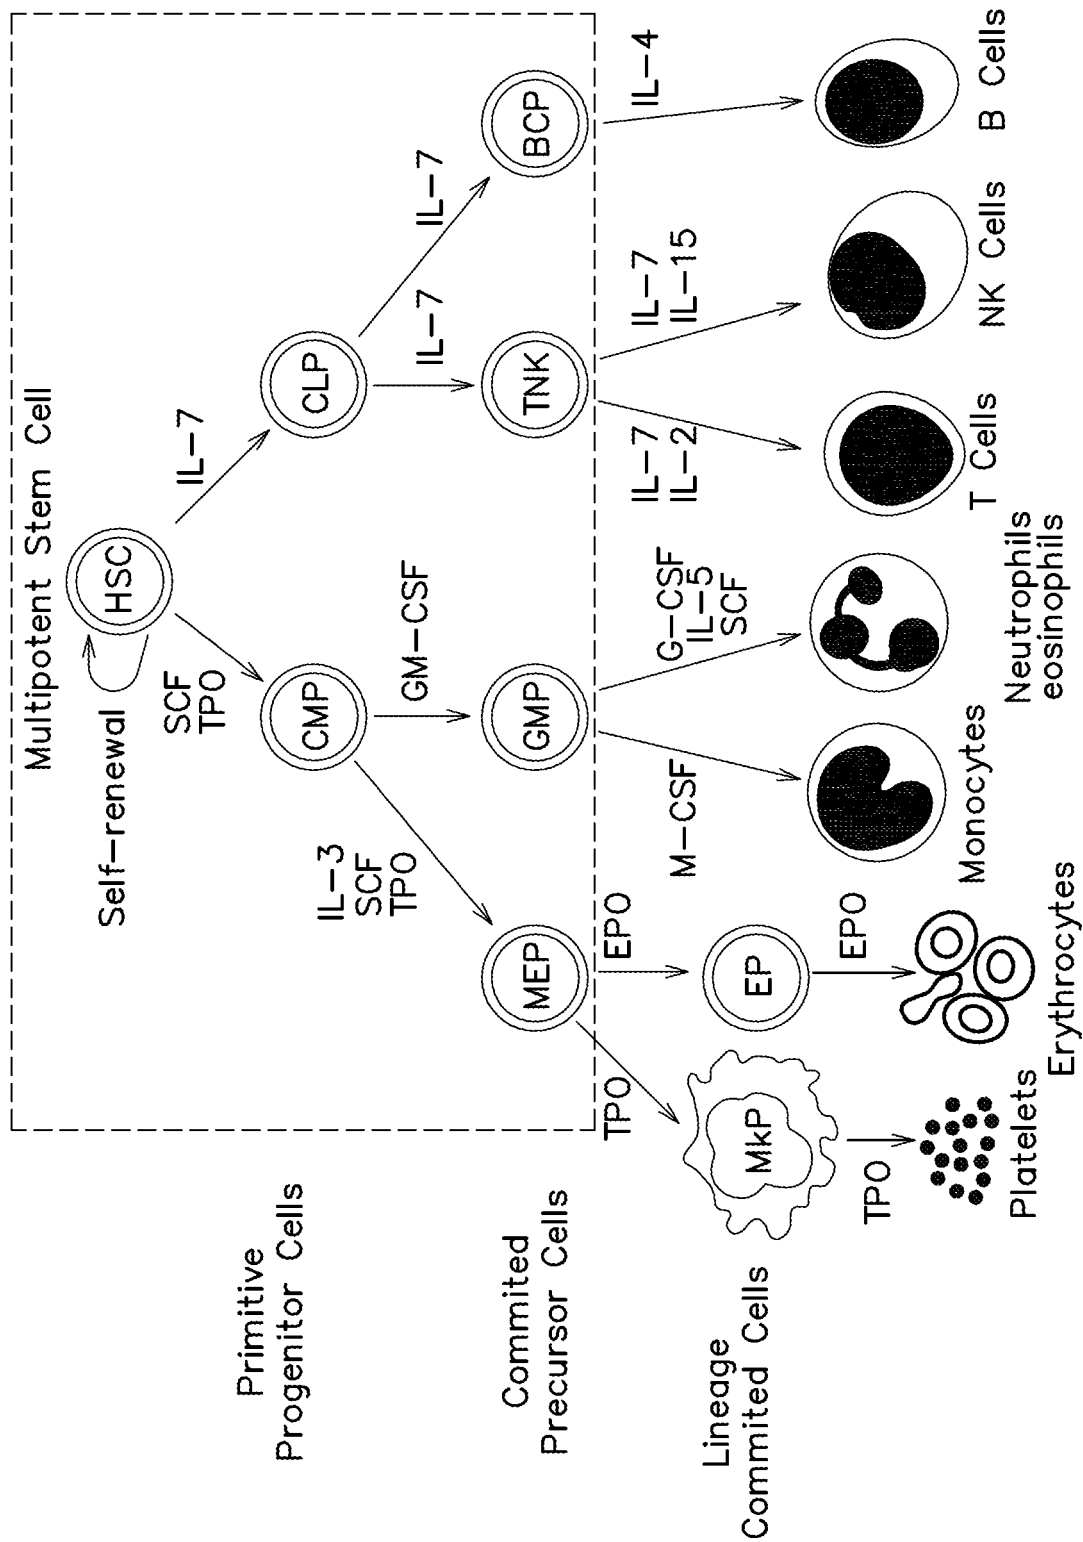 Multipotent Stem Cell
HSC
Self-renewal
SCF
TPO
IL-7
Primitive
Progenitor Cells
CMP
CLP
IL-3
SCF
TPO
GM-CSF
IL-7
IL-7
Commited
Precursor Cells
MEP
GMP
TNK
BCP
TPO
EPO
M-CSF
G-CSF
IL-5
SCF
IL-7
IL-2
IL-7
IL-15
IL-4
Lineage
Commited Cells
MkP
EP
TPO
EPO
Platelets
Erythrocytes
Monocytes
Neutrophils
eosinophils
T Cells
NK Cells
B Cells